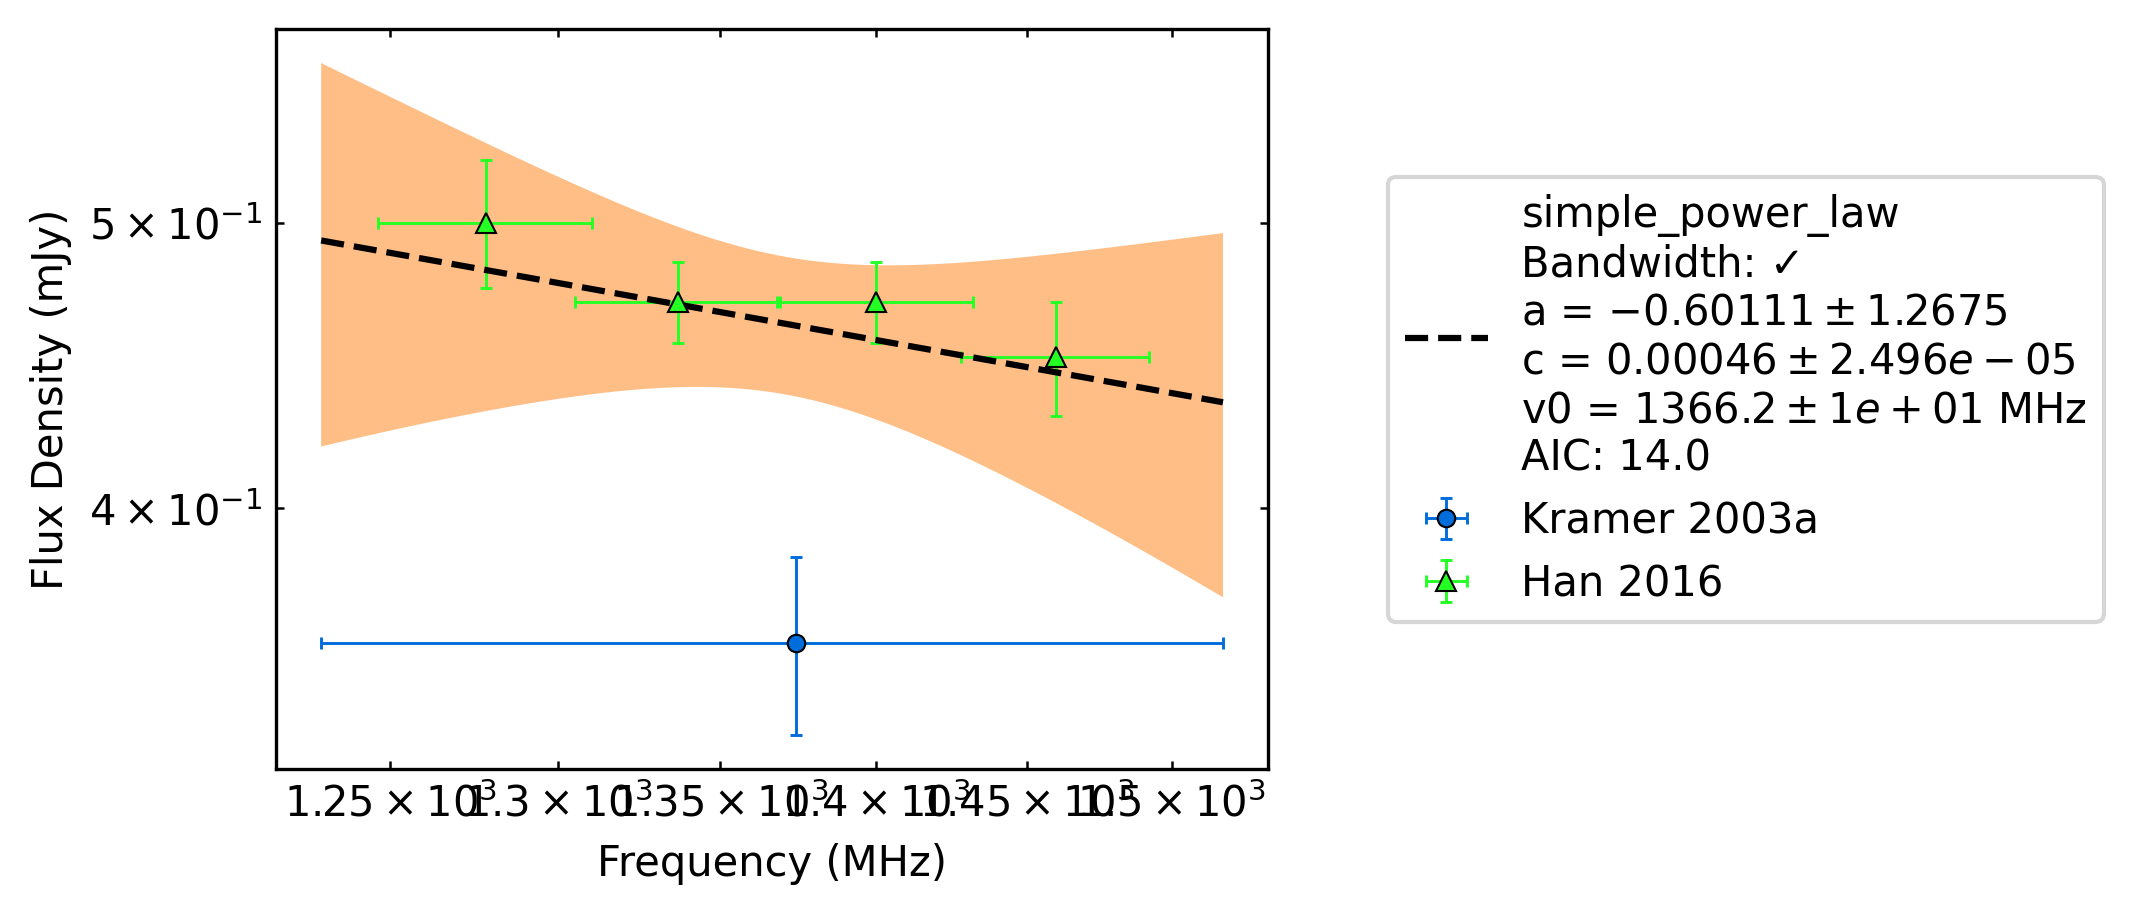 Flux Density (mJy)
5 × 10⁻¹
4 × 10⁻¹
1.25 × 10³ 1.3 × 10³ 1.35 × 10³ 1.4 × 10³ 1.45 × 10³ 1.5 × 10³
Frequency (MHz)
simple_power_law
Bandwidth: ✓
a = −0.60111 ± 1.2675
c = 0.00046 ± 2.496e − 05
v0 = 1366.2 ± 1e + 01 MHz
AIC: 14.0
Kramer 2003a
Han 2016